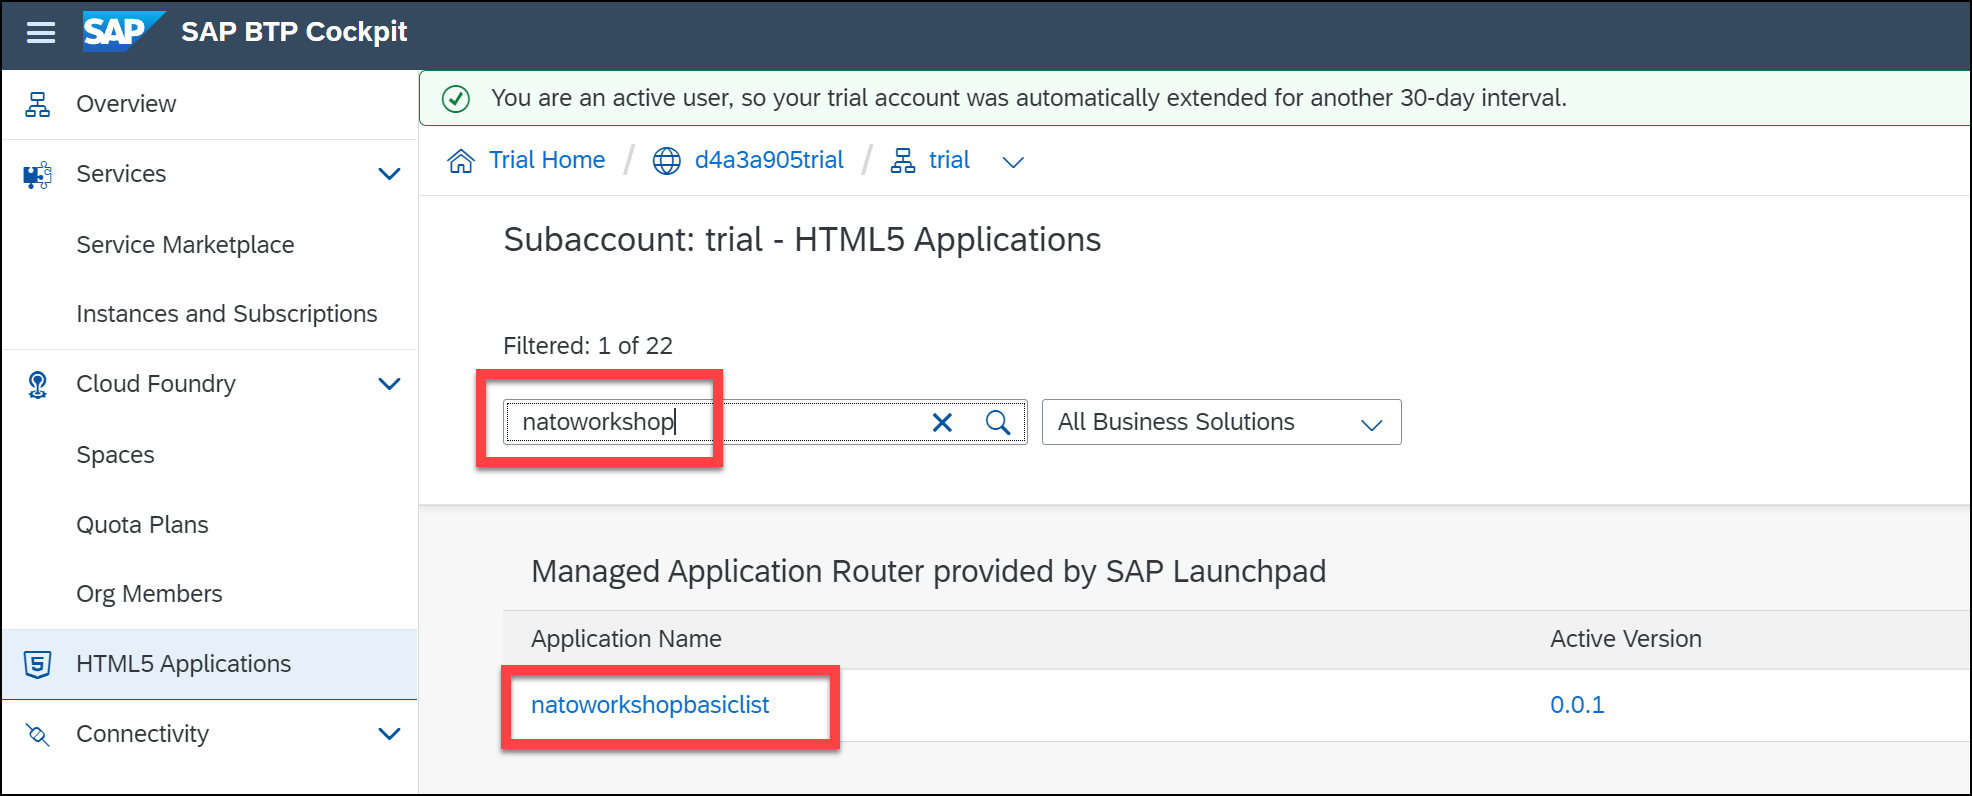 SAP SAP BTP Cockpit
Overview
Services
Service Marketplace
Instances and Subscriptions
Cloud Foundry
Spaces
Quota Plans
Org Members
5 HTML5 Applications
Connectivity
You are an active user, so your trial account was automatically extended for another 30-day interval.
Trial Home / d4a3a905trial / trial
Subaccount: trial - HTML5 Applications
Filtered: 1 of 22
natoworkshop All Business Solutions
Managed Application Router provided by SAP Launchpad
Application Name Active Version
natoworkshopbasiclist 0.0.1